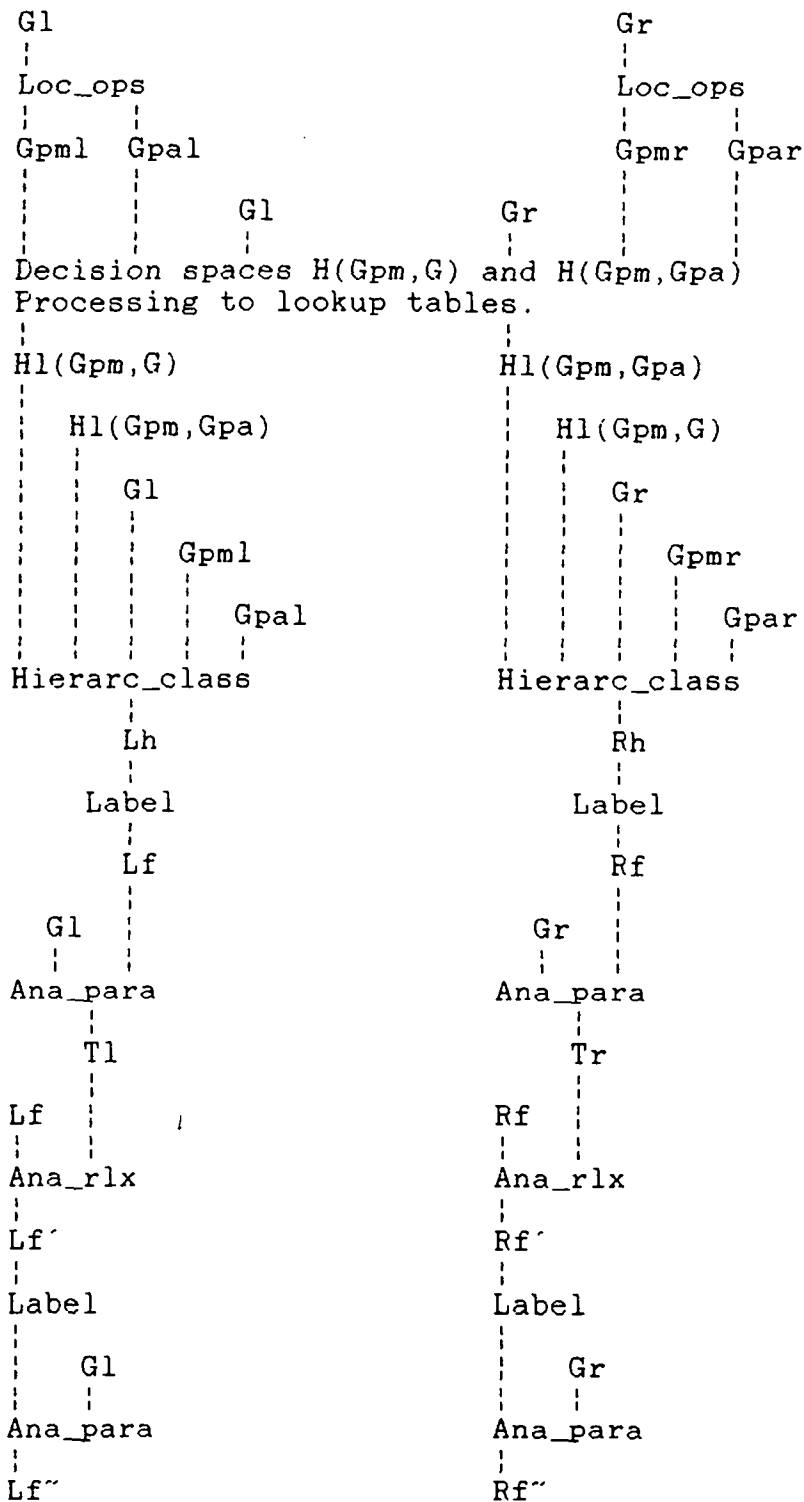 Gl Gr
Loc_ops Loc_ops
Gpml Gpal Gpmr Gpar
Gl Gr
Decision spaces H(Gpm,G) and H(Gpm,Gpa)
Processing to lookup tables.
Hl(Gpm,G) Hl(Gpm,Gpa)
Hl(Gpm,Gpa) Hl(Gpm,G)
Gl Gr
Gpml Gpmr
Gpal Gpar
Hierarc_class Hierarc_class
Lh Rh
Label Label
Lf Rf
Gl Gr
Ana_para Ana_para
Tl Tr
Lf Rf
Ana_rlx Ana_rlx
Lf´ Rf´
Label Label
Gl Gr
Ana_para Ana_para
Lf˝ Rf˝